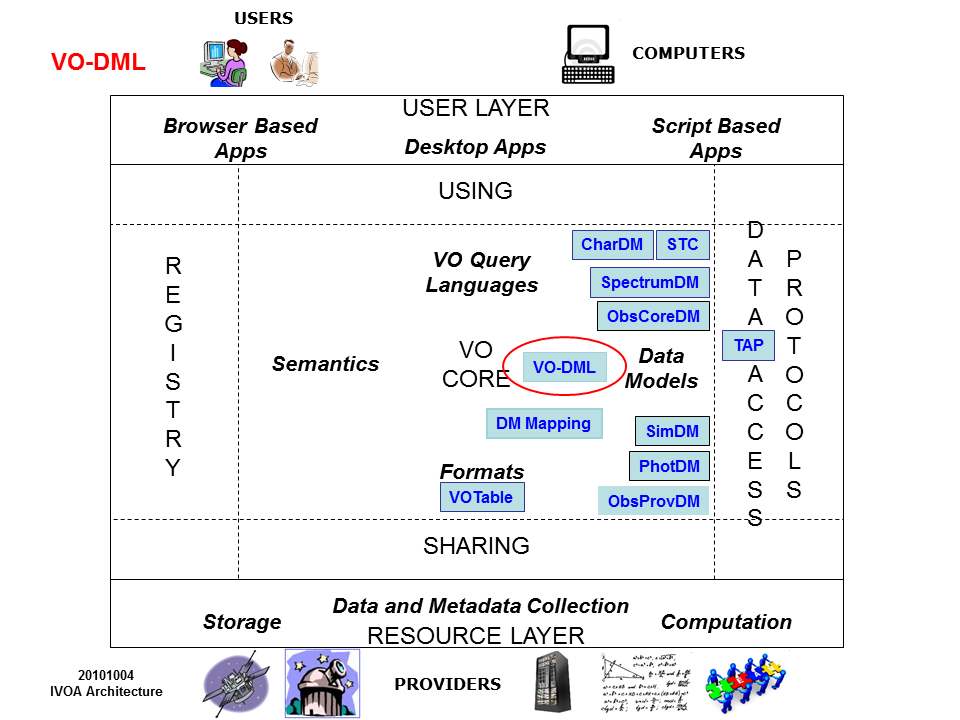 USERS
VO-DML
COMPUTERS
USER LAYER
Browser Based
Apps
Desktop Apps
Script Based
Apps
USING
REGISTRY
VO Query
Languages
CharDM
STC
SpectrumDM
ObsCoreDM
DATA ACCESS
PROTOCOLS
TAP
Semantics
VO
CORE
VO-DML
Data
Models
DM Mapping
SimDM
Formats
PhotDM
VOTable
ObsProvDM
SHARING
Data and Metadata Collection
Storage
Computation
RESOURCE LAYER
20101004
IVOA Architecture
PROVIDERS